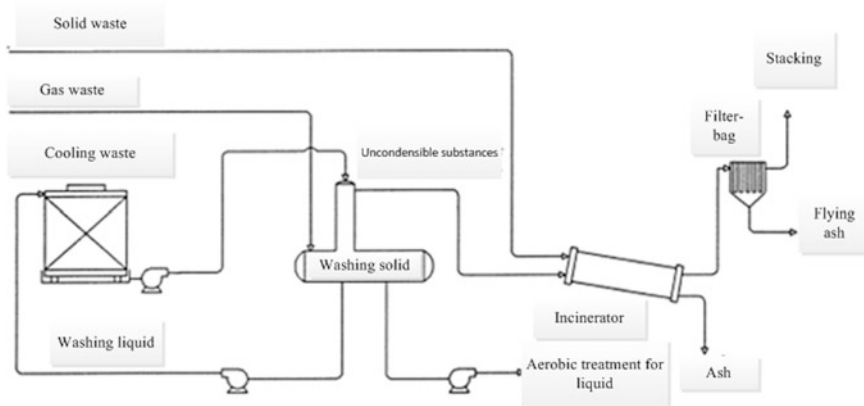 Solid waste
Stacking
Gas waste
Filter-
bag
Cooling waste
Uncondensible substances
Flying
ash
Washing solid
Incinerator
Washing liquid
Aerobic treatment for
liquid
Ash